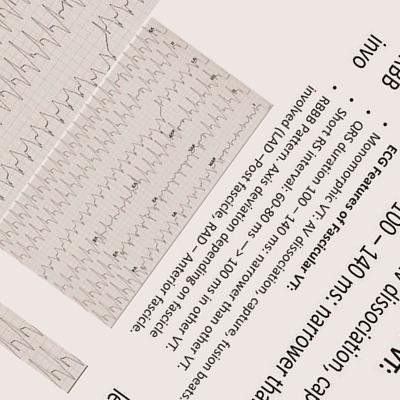 ECG Features of Fascicular VT:
• Monomorphic VT: AV dissociation, capture, fusion beats.
• QRS duration 100 – 140 ms: narrower than other VT.
• Short RS interval: 60-80 ms —> 100 ms in other VT.
• RBBB Pattern. Axis deviation depending on fascicle
involved (LAD –Post fascicle, RAD – Anterior fascicle.
VT:
dissociation, cap
100 – 140 ms: narrower tha
BB
invo